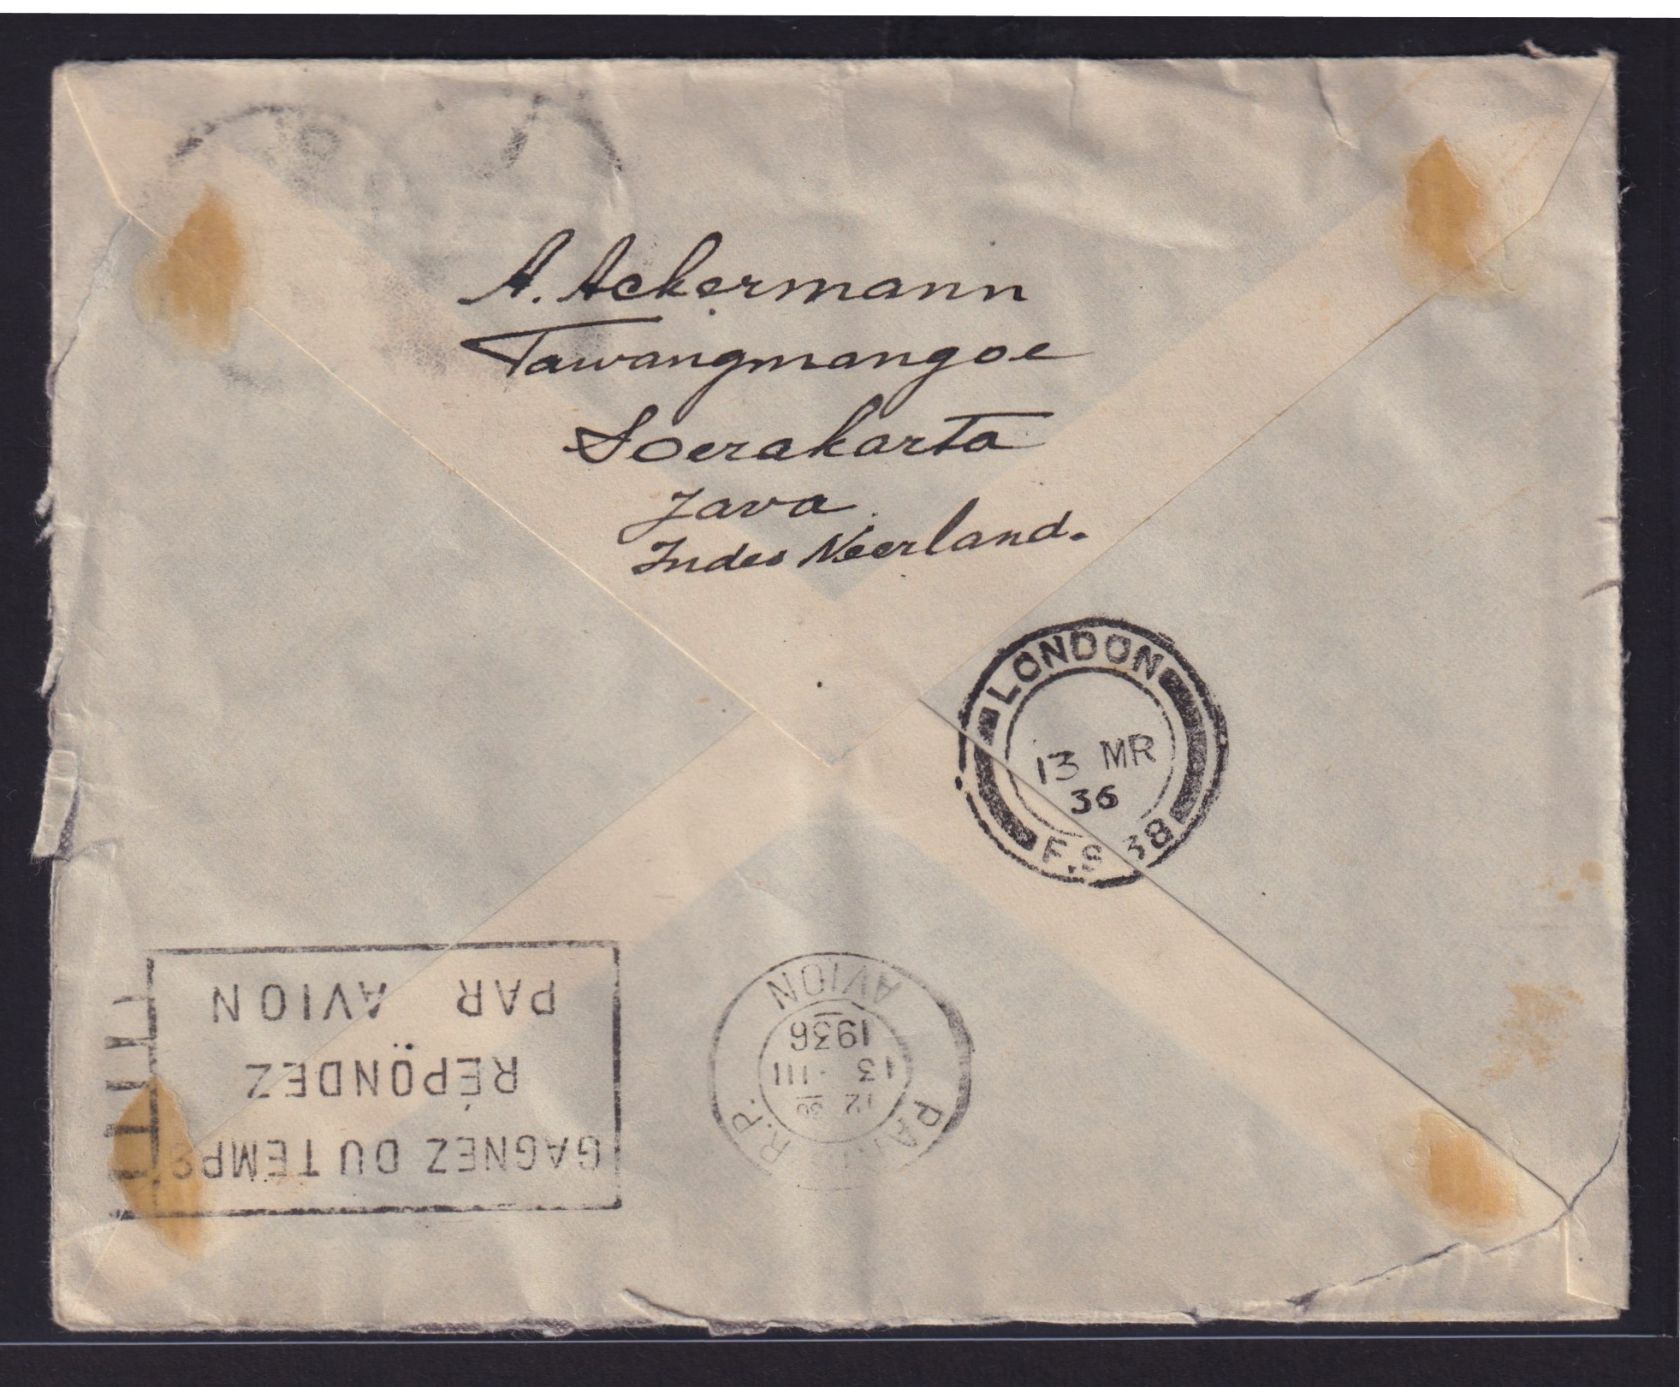 A. Ackermann
Tawangmangoe
Soerakarta
Java.
Indes Neerland.
LONDON
13 MR
36
F.S 38
GAGNEZ DU TEMPS
RÉPONDEZ
PAR AVION
R.P.
12 30
13 · III
1936
AVION